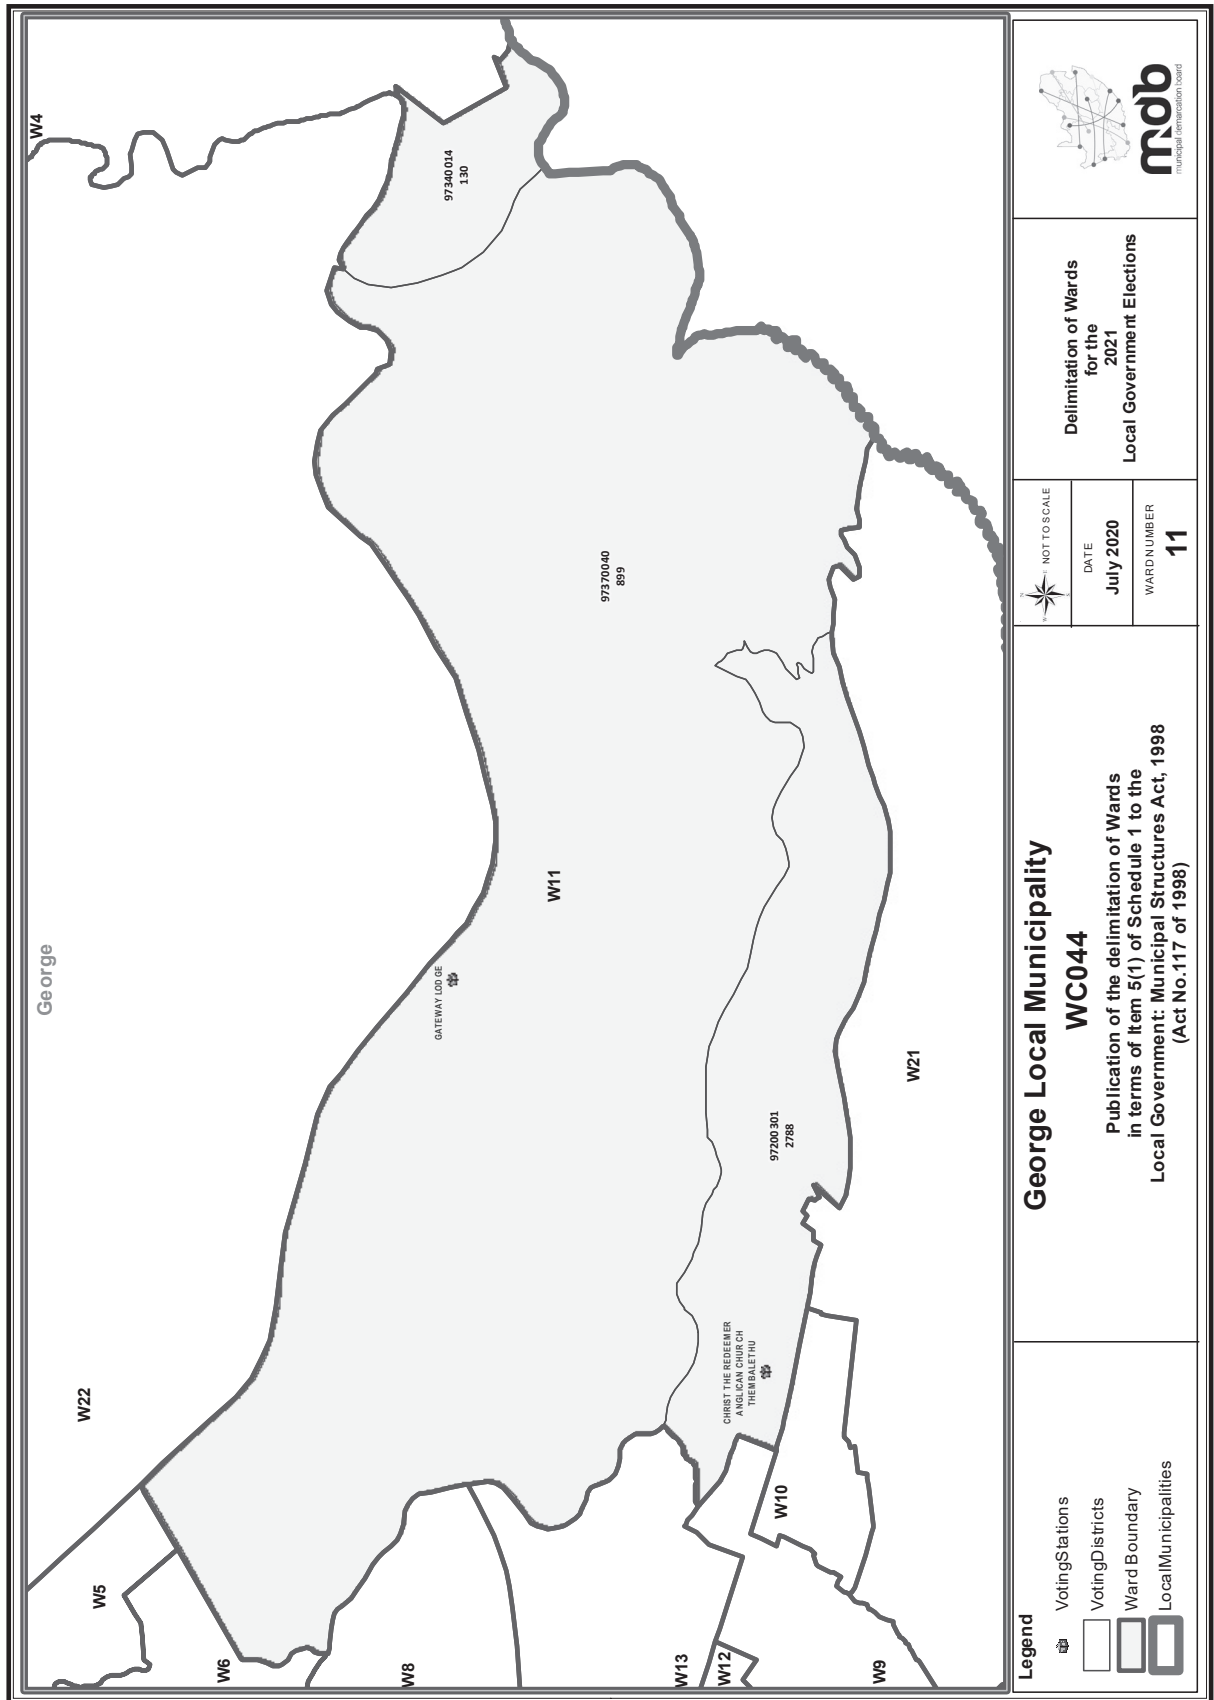 George
W4
W22
W5
W6
W8
W13
W12
W10
W9
W21
W11
97340014
130
97370040
899
97200301
2788
GATEWAY LODGE
CHRIST THE REDEEMER
ANGLICAN CHURCH
THEMBALETHU
Legend
VotingStations
VotingDistricts
Ward Boundary
LocalMunicipalities
George Local Municipality
WC044
Publication of the delimitation of Wards
in terms of Item 5(1) of Schedule 1 to the
Local Government: Municipal Structures Act, 1998
(Act No.117 of 1998)
N
W
E
S
NOT TO SCALE
DATE
July 2020
WARD NUMBER
11
Delimitation of Wards
for the
2021
Local Government Elections
mdb
municipal demarcation board